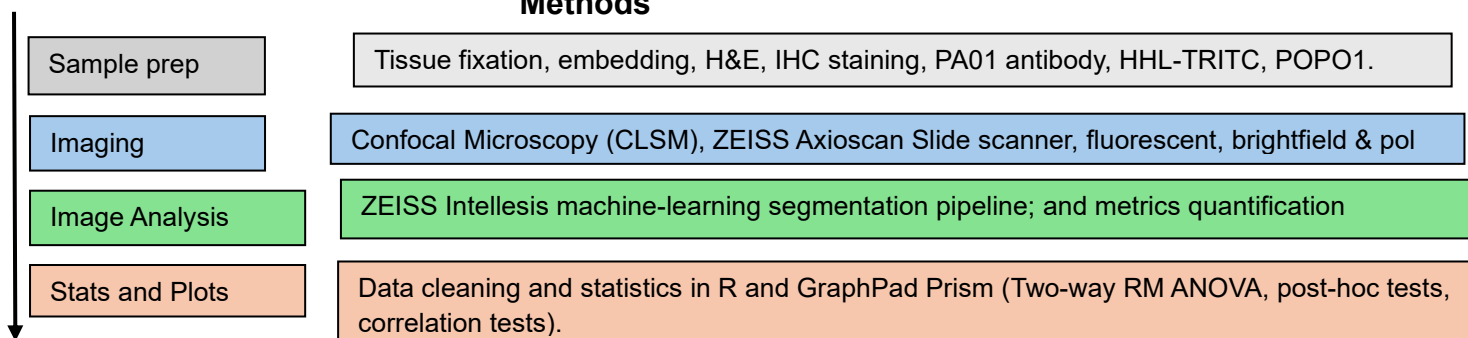 Methods
Sample prep
Tissue fixation, embedding, H&E, IHC staining, PA01 antibody, HHL-TRITC, POPO1.
Imaging
Confocal Microscopy (CLSM), ZEISS Axioscan Slide scanner, fluorescent, brightfield & pol
Image Analysis
ZEISS Intellesis machine-learning segmentation pipeline; and metrics quantification
Stats and Plots
Data cleaning and statistics in R and GraphPad Prism (Two-way RM ANOVA, post-hoc tests,
correlation tests).